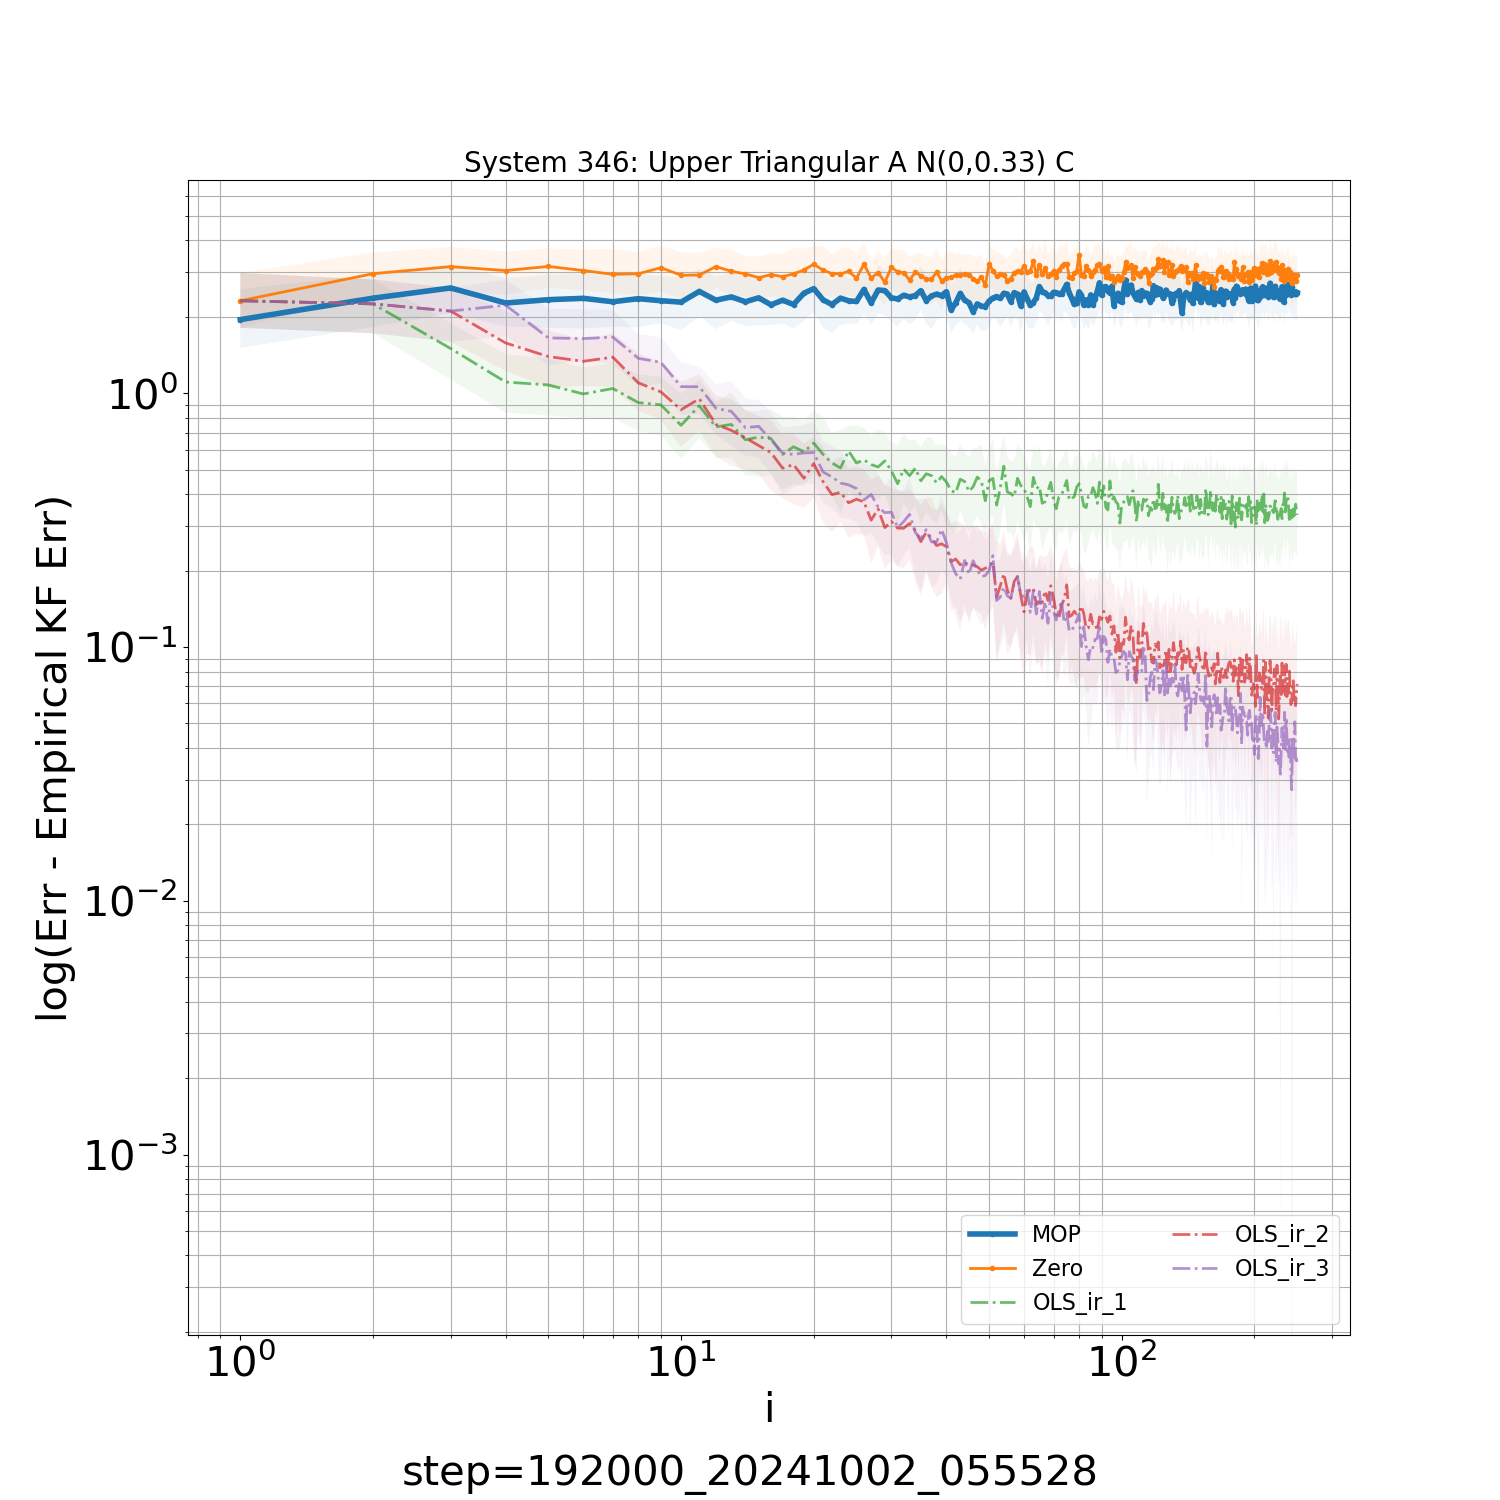 System 346: Upper Triangular A N(0,0.33) C
log(Err - Empirical KF Err)
10⁰
10⁻¹
10⁻²
10⁻³
MOP
Zero
OLS_ir_1
OLS_ir_2
OLS_ir_3
10⁰ 10¹ 10²
i
step=192000_20241002_055528